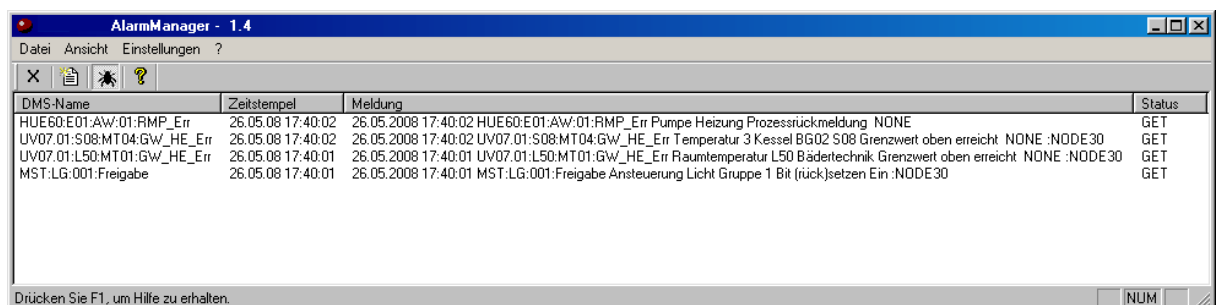 AlarmManager - 1.4
Datei Ansicht Einstellungen ?
DMS-Name Zeitstempel Meldung Status
HUE60:E01:AW:01:RMP_Err 26.05.08 17:40:02 26.05.2008 17:40:02 HUE60:E01:AW:01:RMP_Err Pumpe Heizung Prozessrückmeldung NONE GET
UV07.01:S08:MT04:GW_HE_Err 26.05.08 17:40:02 26.05.2008 17:40:02 UV07.01:S08:MT04:GW_HE_Err Temperatur 3 Kessel BG02 S08 Grenzwert oben erreicht NONE :NODE30 GET
UV07.01:L50:MT01:GW_HE_Err 26.05.08 17:40:01 26.05.2008 17:40:01 UV07.01:L50:MT01:GW_HE_Err Raumtemperatur L50 Bädertechnik Grenzwert oben erreicht NONE :NODE30 GET
MST:LG:001:Freigabe 26.05.08 17:40:01 26.05.2008 17:40:01 MST:LG:001:Freigabe Ansteuerung Licht Gruppe 1 Bit (rück)setzen Ein :NODE30 GET
Drücken Sie F1, um Hilfe zu erhalten. NUM